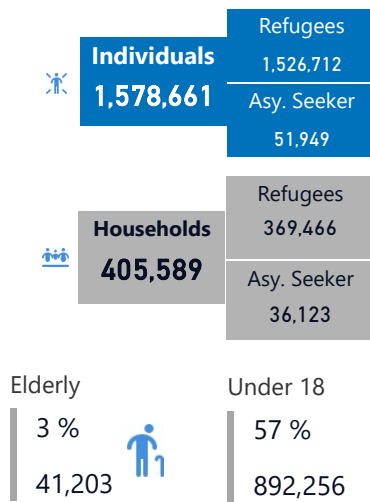 Individuals
1,578,661
Refugees
1,526,712
Asy. Seeker
51,949
Households
405,589
Refugees
369,466
Asy. Seeker
36,123
Elderly
3 %
41,203
Under 18
57 %
892,256